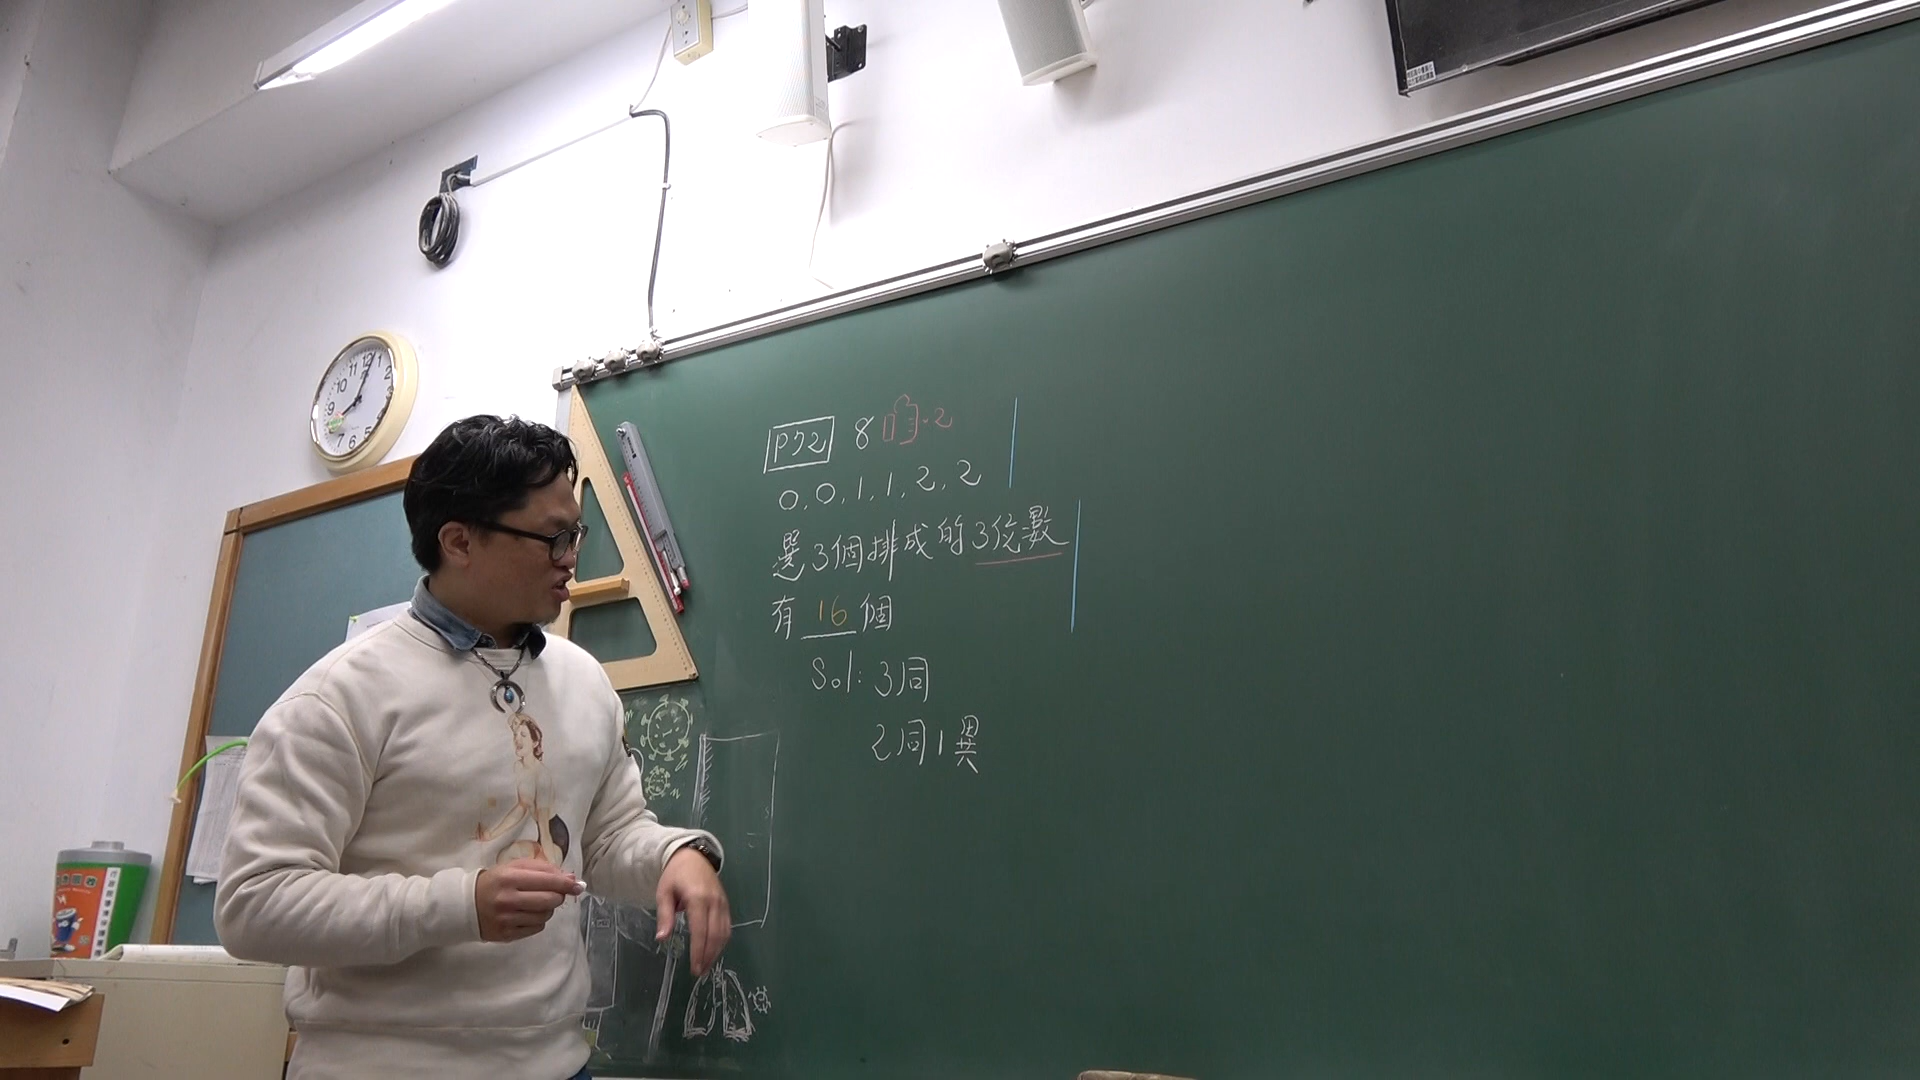 P72 8
0,0,1,1,2,2
選3個排成的3位數
有 16 個
Sol: 3同
2同1異